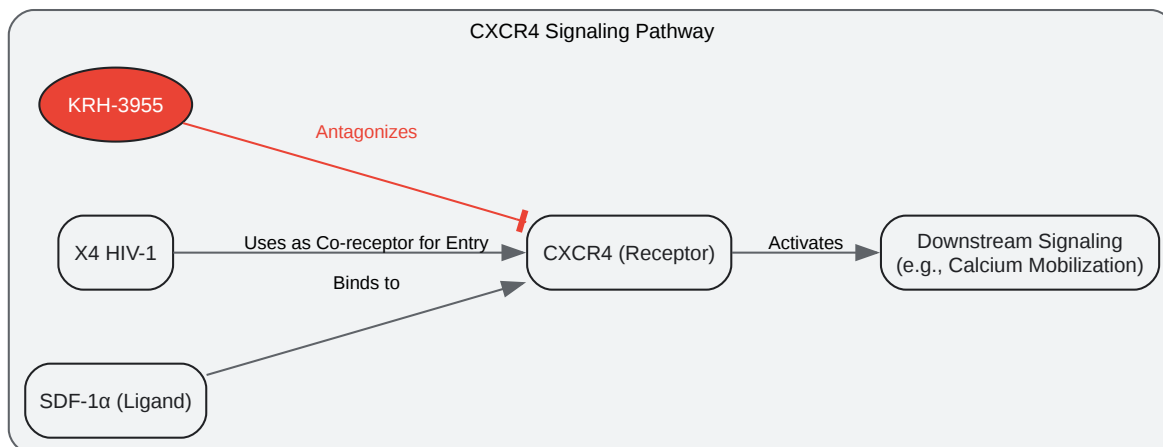 CXCR4 Signaling Pathway
KRH-3955
Antagonizes
X4 HIV-1
Uses as Co-receptor for Entry
CXCR4 (Receptor)
Activates
Downstream Signaling
(e.g., Calcium Mobilization)
Binds to
SDF-1α (Ligand)